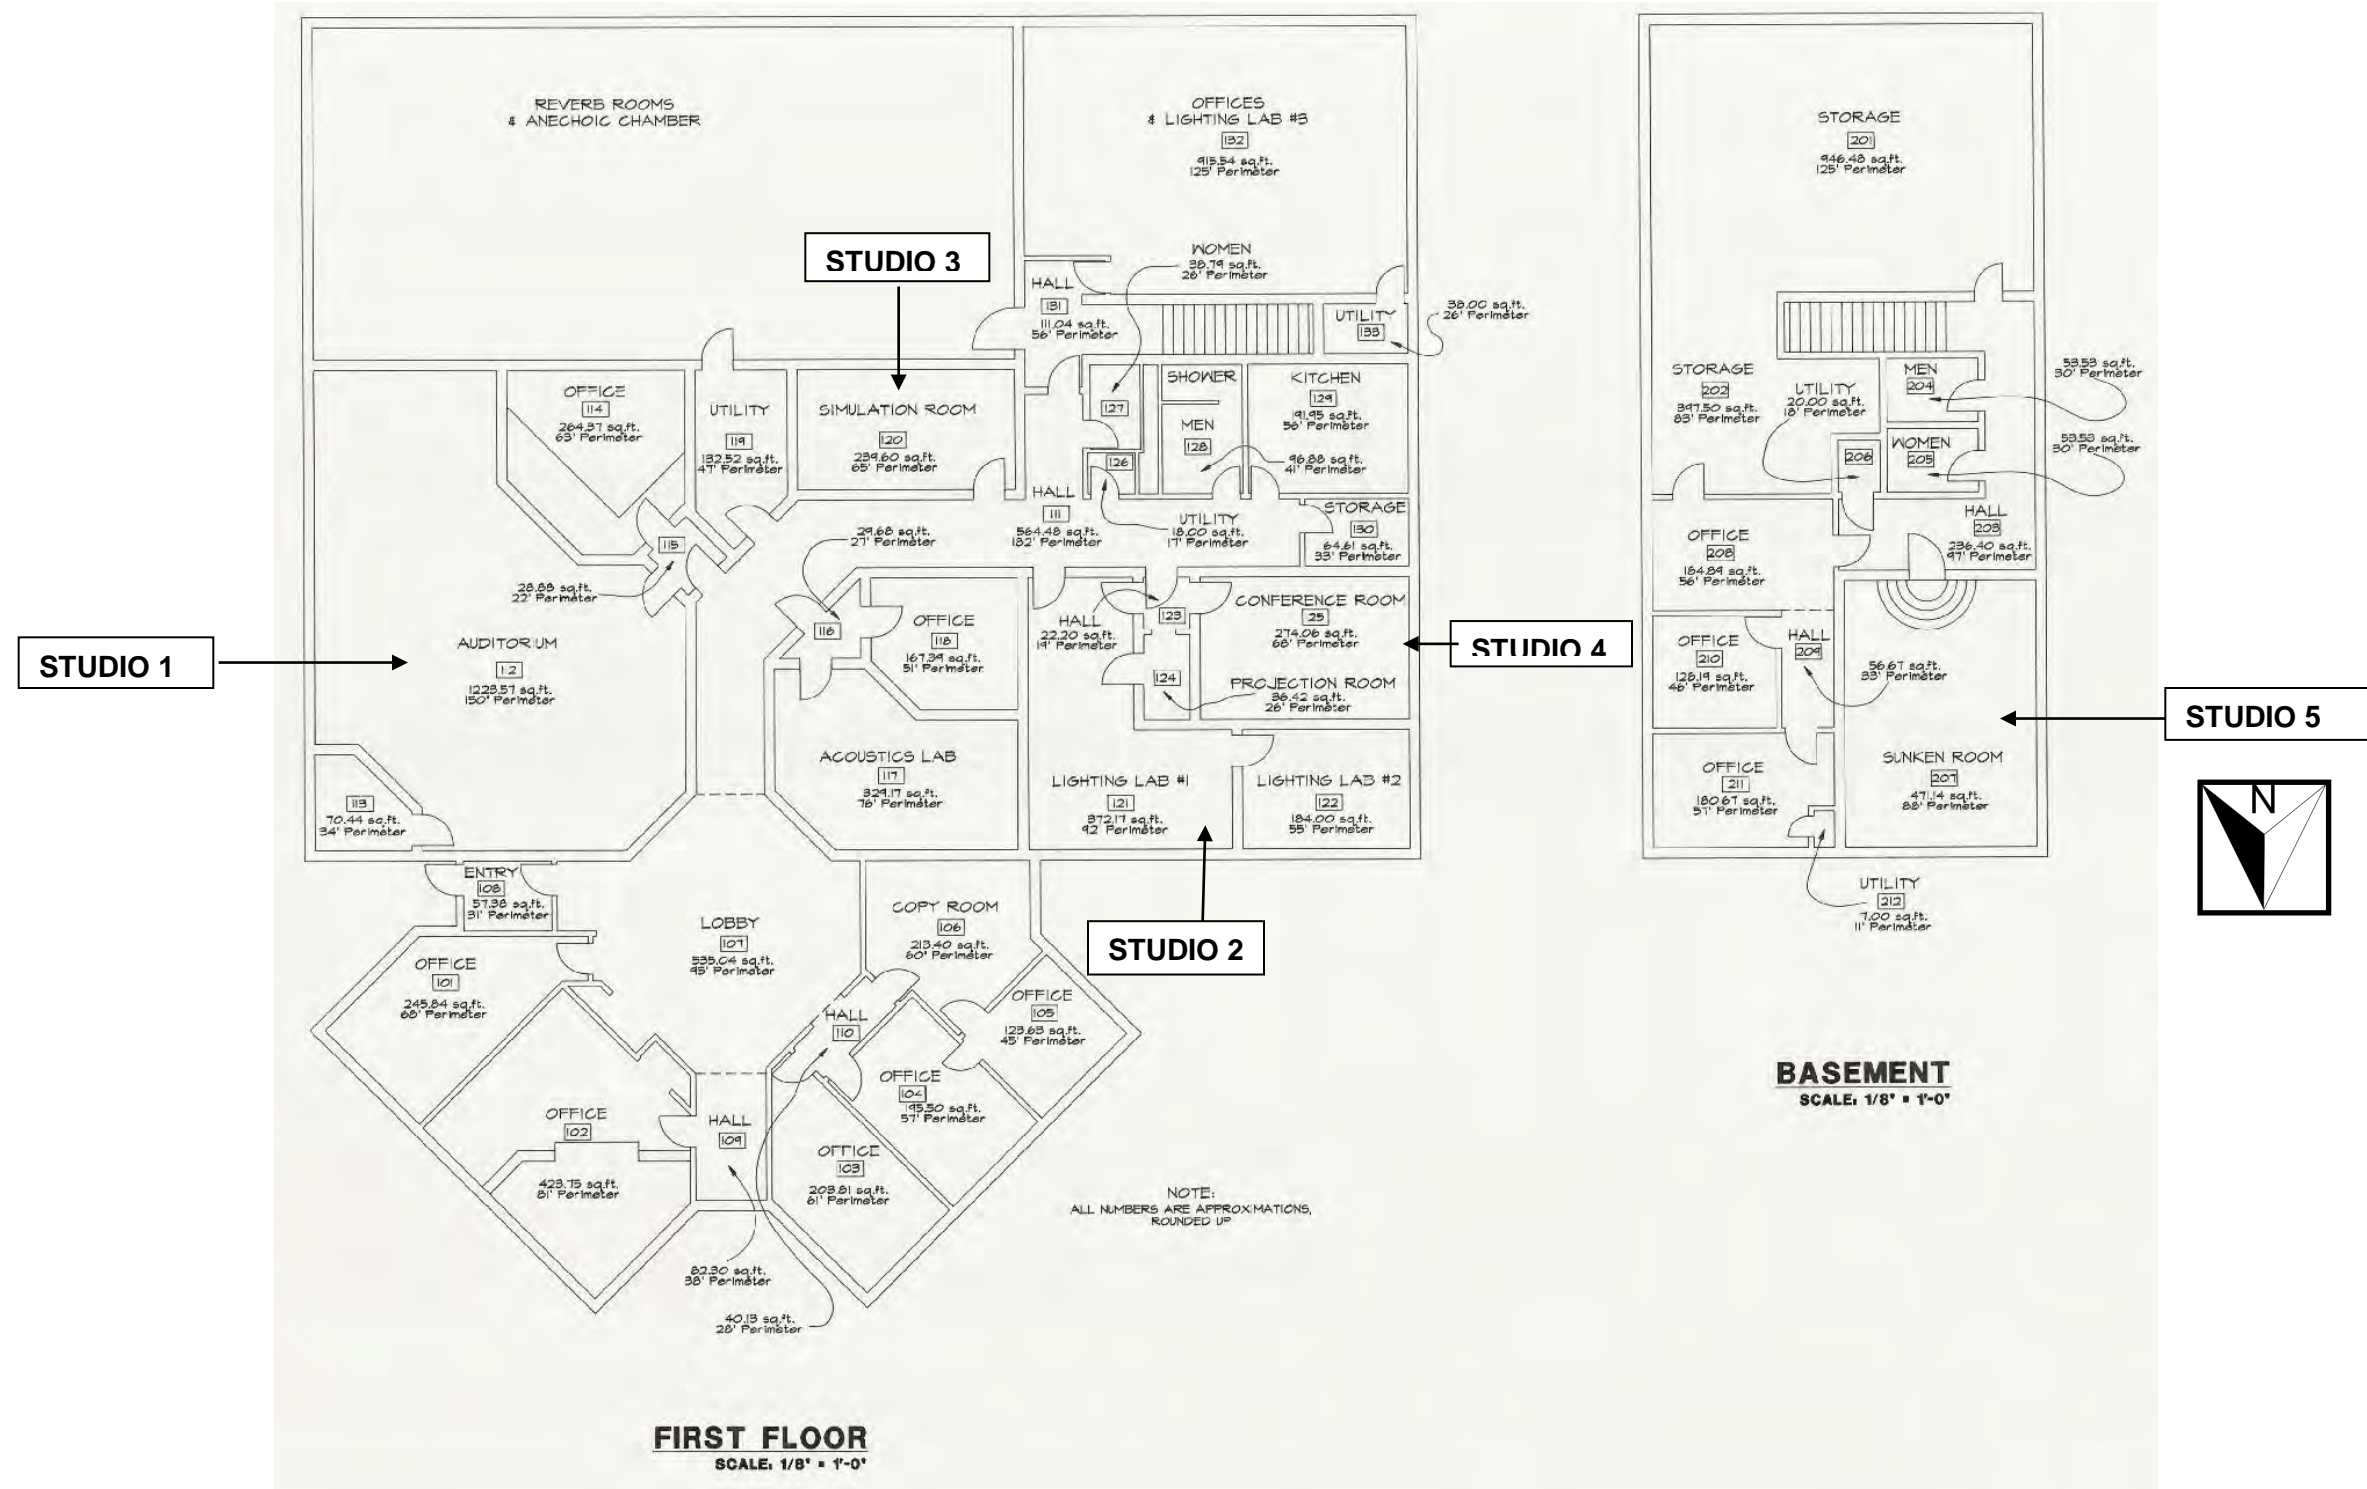 REVERB ROOMS
& ANECHOIC CHAMBER
OFFICES
& LIGHTING LAB #3
132
915.54 sq.ft.
125' Perimeter
STORAGE
201
946.48 sq.ft.
125' Perimeter
STUDIO 3
WOMEN
38.79 sq.ft.
26' Perimeter
HALL
131
111.04 sq.ft.
56' Perimeter
UTILITY
133
38.00 sq.ft.
26' Perimeter
OFFICE
114
264.37 sq.ft.
63' Perimeter
UTILITY
119
132.52 sq.ft.
47' Perimeter
SIMULATION ROOM
120
239.60 sq.ft.
65' Perimeter
127
SHOWER
MEN
128
KITCHEN
129
91.95 sq.ft.
56' Perimeter
96.88 sq.ft.
41' Perimeter
126
STORAGE
202
397.50 sq.ft.
83' Perimeter
UTILITY
20.00 sq.ft.
18' Perimeter
MEN
204
53.53 sq.ft.
30' Perimeter
WOMEN
205
53.53 sq.ft.
30' Perimeter
206
HALL
111
564.48 sq.ft.
182' Perimeter
29.68 sq.ft.
27' Perimeter
UTILITY
18.00 sq.ft.
17' Perimeter
STORAGE
130
64.61 sq.ft.
33' Perimeter
HALL
203
236.40 sq.ft.
97' Perimeter
OFFICE
208
184.89 sq.ft.
56' Perimeter
115
28.88 sq.ft.
22' Perimeter
116
OFFICE
118
167.39 sq.ft.
51' Perimeter
HALL
22.20 sq.ft.
19' Perimeter
123
CONFERENCE ROOM
25
274.06 sq.ft.
68' Perimeter
STUDIO 4
STUDIO 1
AUDITORIUM
112
1223.57 sq.ft.
150' Perimeter
124
PROJECTION ROOM
36.42 sq.ft.
26' Perimeter
OFFICE
210
128.19 sq.ft.
46' Perimeter
HALL
209
56.67 sq.ft.
33' Perimeter
STUDIO 5
ACOUSTICS LAB
117
329.17 sq.ft.
76' Perimeter
LIGHTING LAB #1
121
372.17 sq.ft.
92' Perimeter
LIGHTING LAB #2
122
184.00 sq.ft.
55' Perimeter
OFFICE
211
180.67 sq.ft.
57' Perimeter
SUNKEN ROOM
207
471.14 sq.ft.
88' Perimeter
N
113
70.44 sq.ft.
34' Perimeter
ENTRY
108
57.38 sq.ft.
31' Perimeter
LOBBY
107
535.04 sq.ft.
95' Perimeter
COPY ROOM
106
213.40 sq.ft.
60' Perimeter
STUDIO 2
UTILITY
212
7.00 sq.ft.
11' Perimeter
OFFICE
101
245.84 sq.ft.
68' Perimeter
HALL
110
OFFICE
105
123.63 sq.ft.
45' Perimeter
OFFICE
104
195.50 sq.ft.
57' Perimeter
BASEMENT
SCALE: 1/8" = 1'-0"
OFFICE
102
423.75 sq.ft.
81' Perimeter
HALL
109
OFFICE
103
203.81 sq.ft.
61' Perimeter
NOTE:
ALL NUMBERS ARE APPROXIMATIONS,
ROUNDED UP
82.30 sq.ft.
38' Perimeter
40.13 sq.ft.
28' Perimeter
FIRST FLOOR
SCALE: 1/8" = 1'-0"